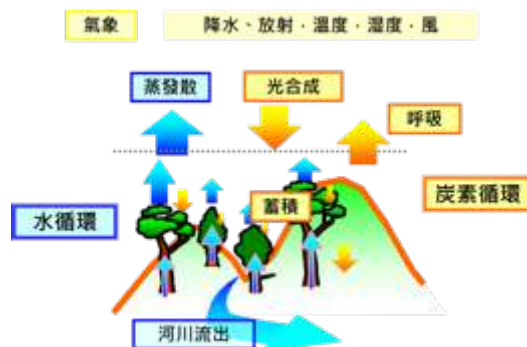 氣象
降水、放射·溫度·濕度·風
蒸發散
光合成
呼吸
水循環
蓄積
炭素循環
河川流出